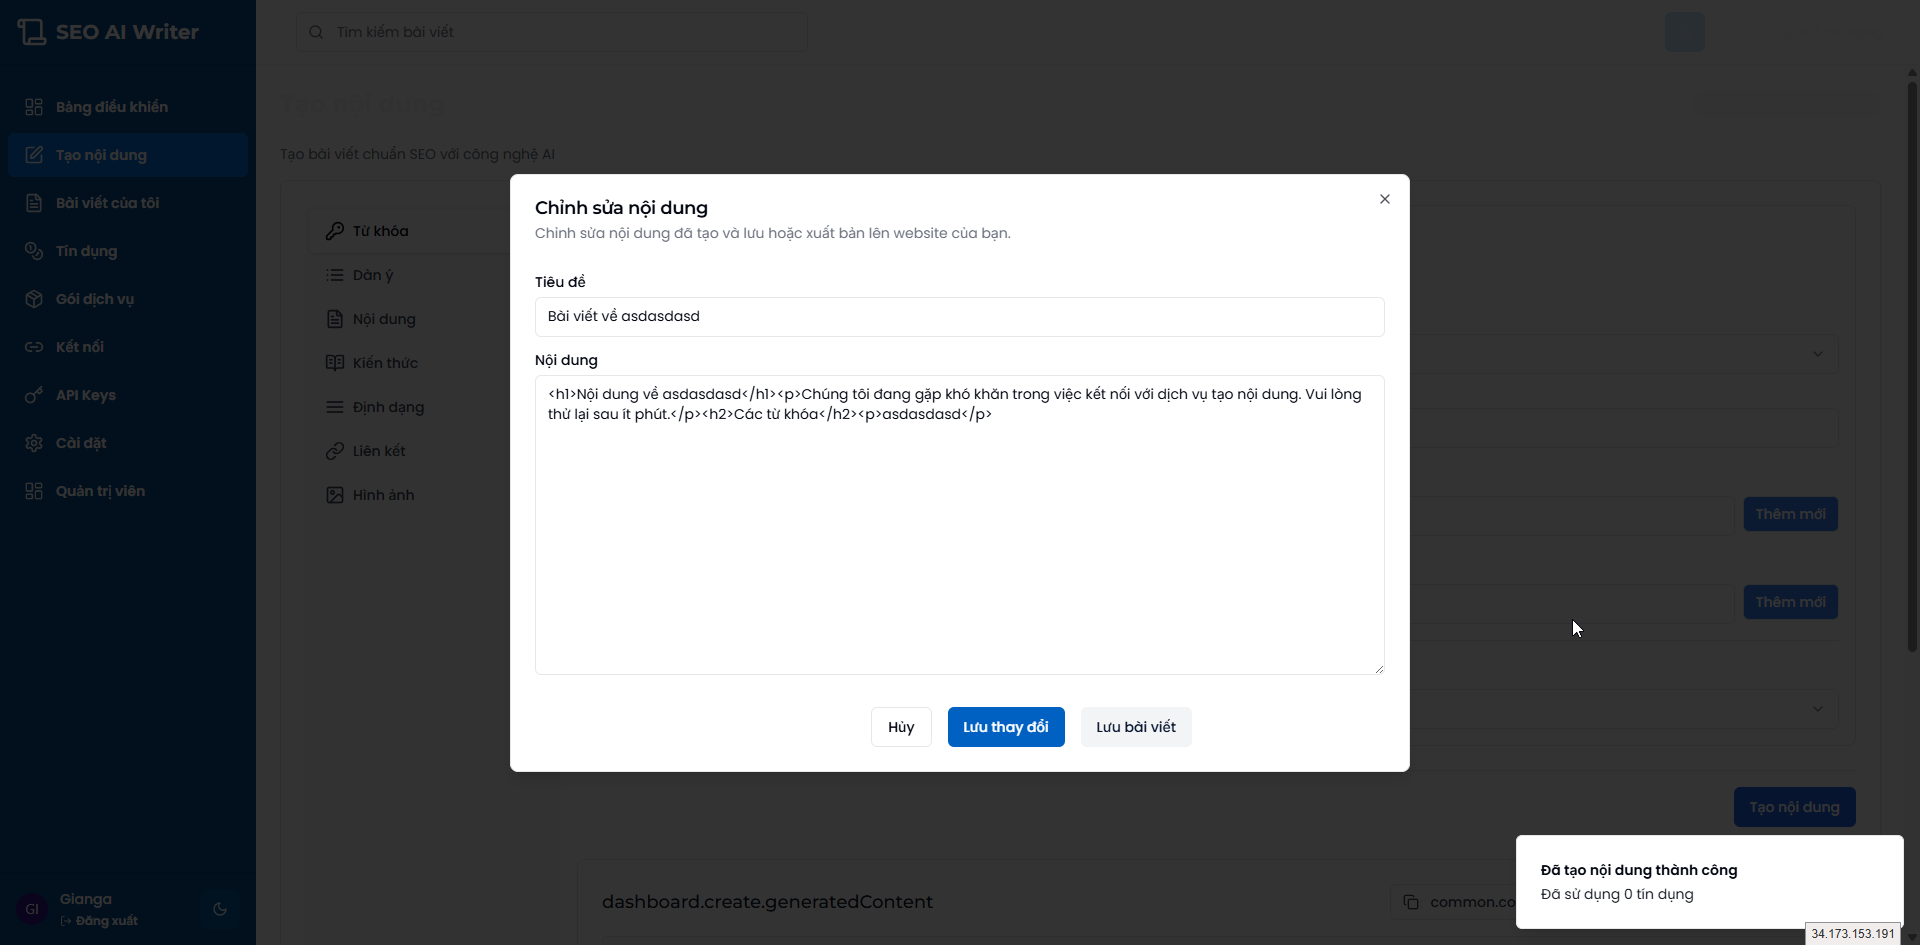 SEO AI Writer
Tìm kiếm bài viết
Bảng điều khiển
Tạo nội dung
Bài viết của tôi
Tín dụng
Gói dịch vụ
Kết nối
API Keys
Cài đặt
Quản trị viên
GI
Gianga
Đăng xuất
Tạo nội dung
Tạo bài viết chuẩn SEO với công nghệ AI
Từ khóa
Dàn ý
Nội dung
Kiến thức
Định dạng
Liên kết
Hình ảnh
Chỉnh sửa nội dung
Chỉnh sửa nội dung đã tạo và lưu hoặc xuất bản lên website của bạn.
Tiêu đề
Bài viết về asdasdasd
Nội dung
<h1>Nội dung về asdasdasd</h1><p>Chúng tôi đang gặp khó khăn trong việc kết nối với dịch vụ tạo nội dung. Vui lòng
thử lại sau ít phút.</p><h2>Các từ khóa</h2><p>asdasdasd</p>
Hủy
Lưu thay đổi
Lưu bài viết
Thêm mới
Thêm mới
Tạo nội dung
dashboard.create.generatedContent
common.co
Đã tạo nội dung thành công
Đã sử dụng 0 tín dụng
34.173.153.191